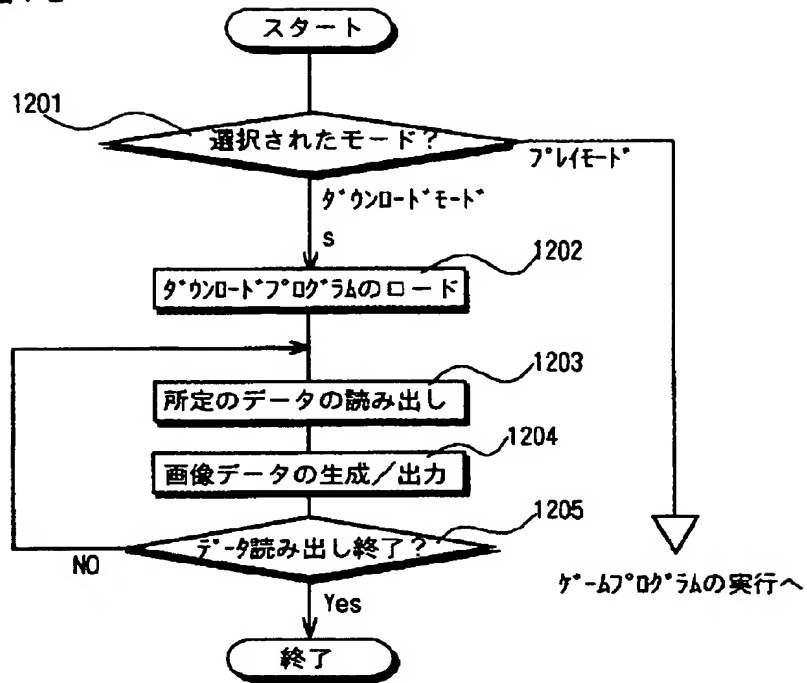 スタート
1201
選択されたモード?
プレイモード
ダウンロードモード
s
1202
ダウンロードプログラムのロード
1203
所定のデータの読み出し
1204
画像データの生成/出力
1205
データ読み出し終了?
NO
ゲームプログラムの実行へ
Yes
終了